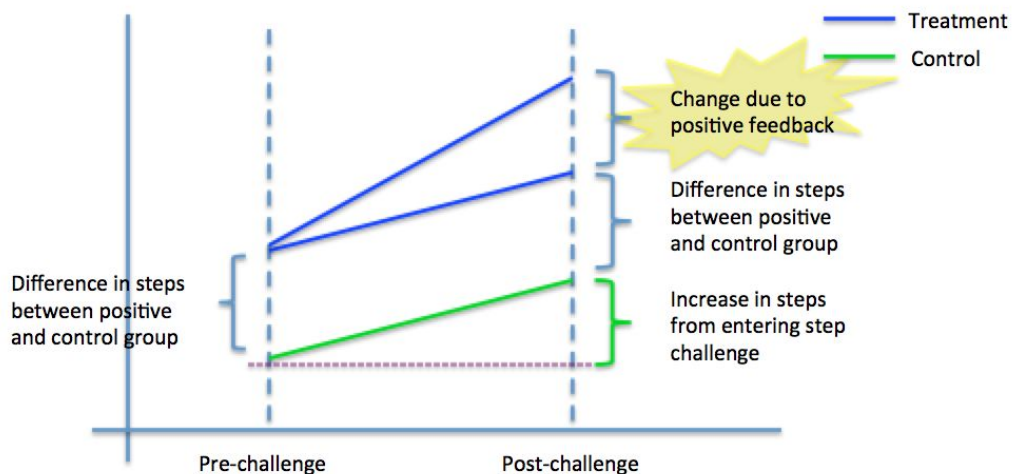 Treatment
Control
Change due to
positive feedback
Difference in steps
between positive
and control group
Difference in steps
between positive
and control group
Increase in steps
from entering step
challenge
Pre-challenge
Post-challenge